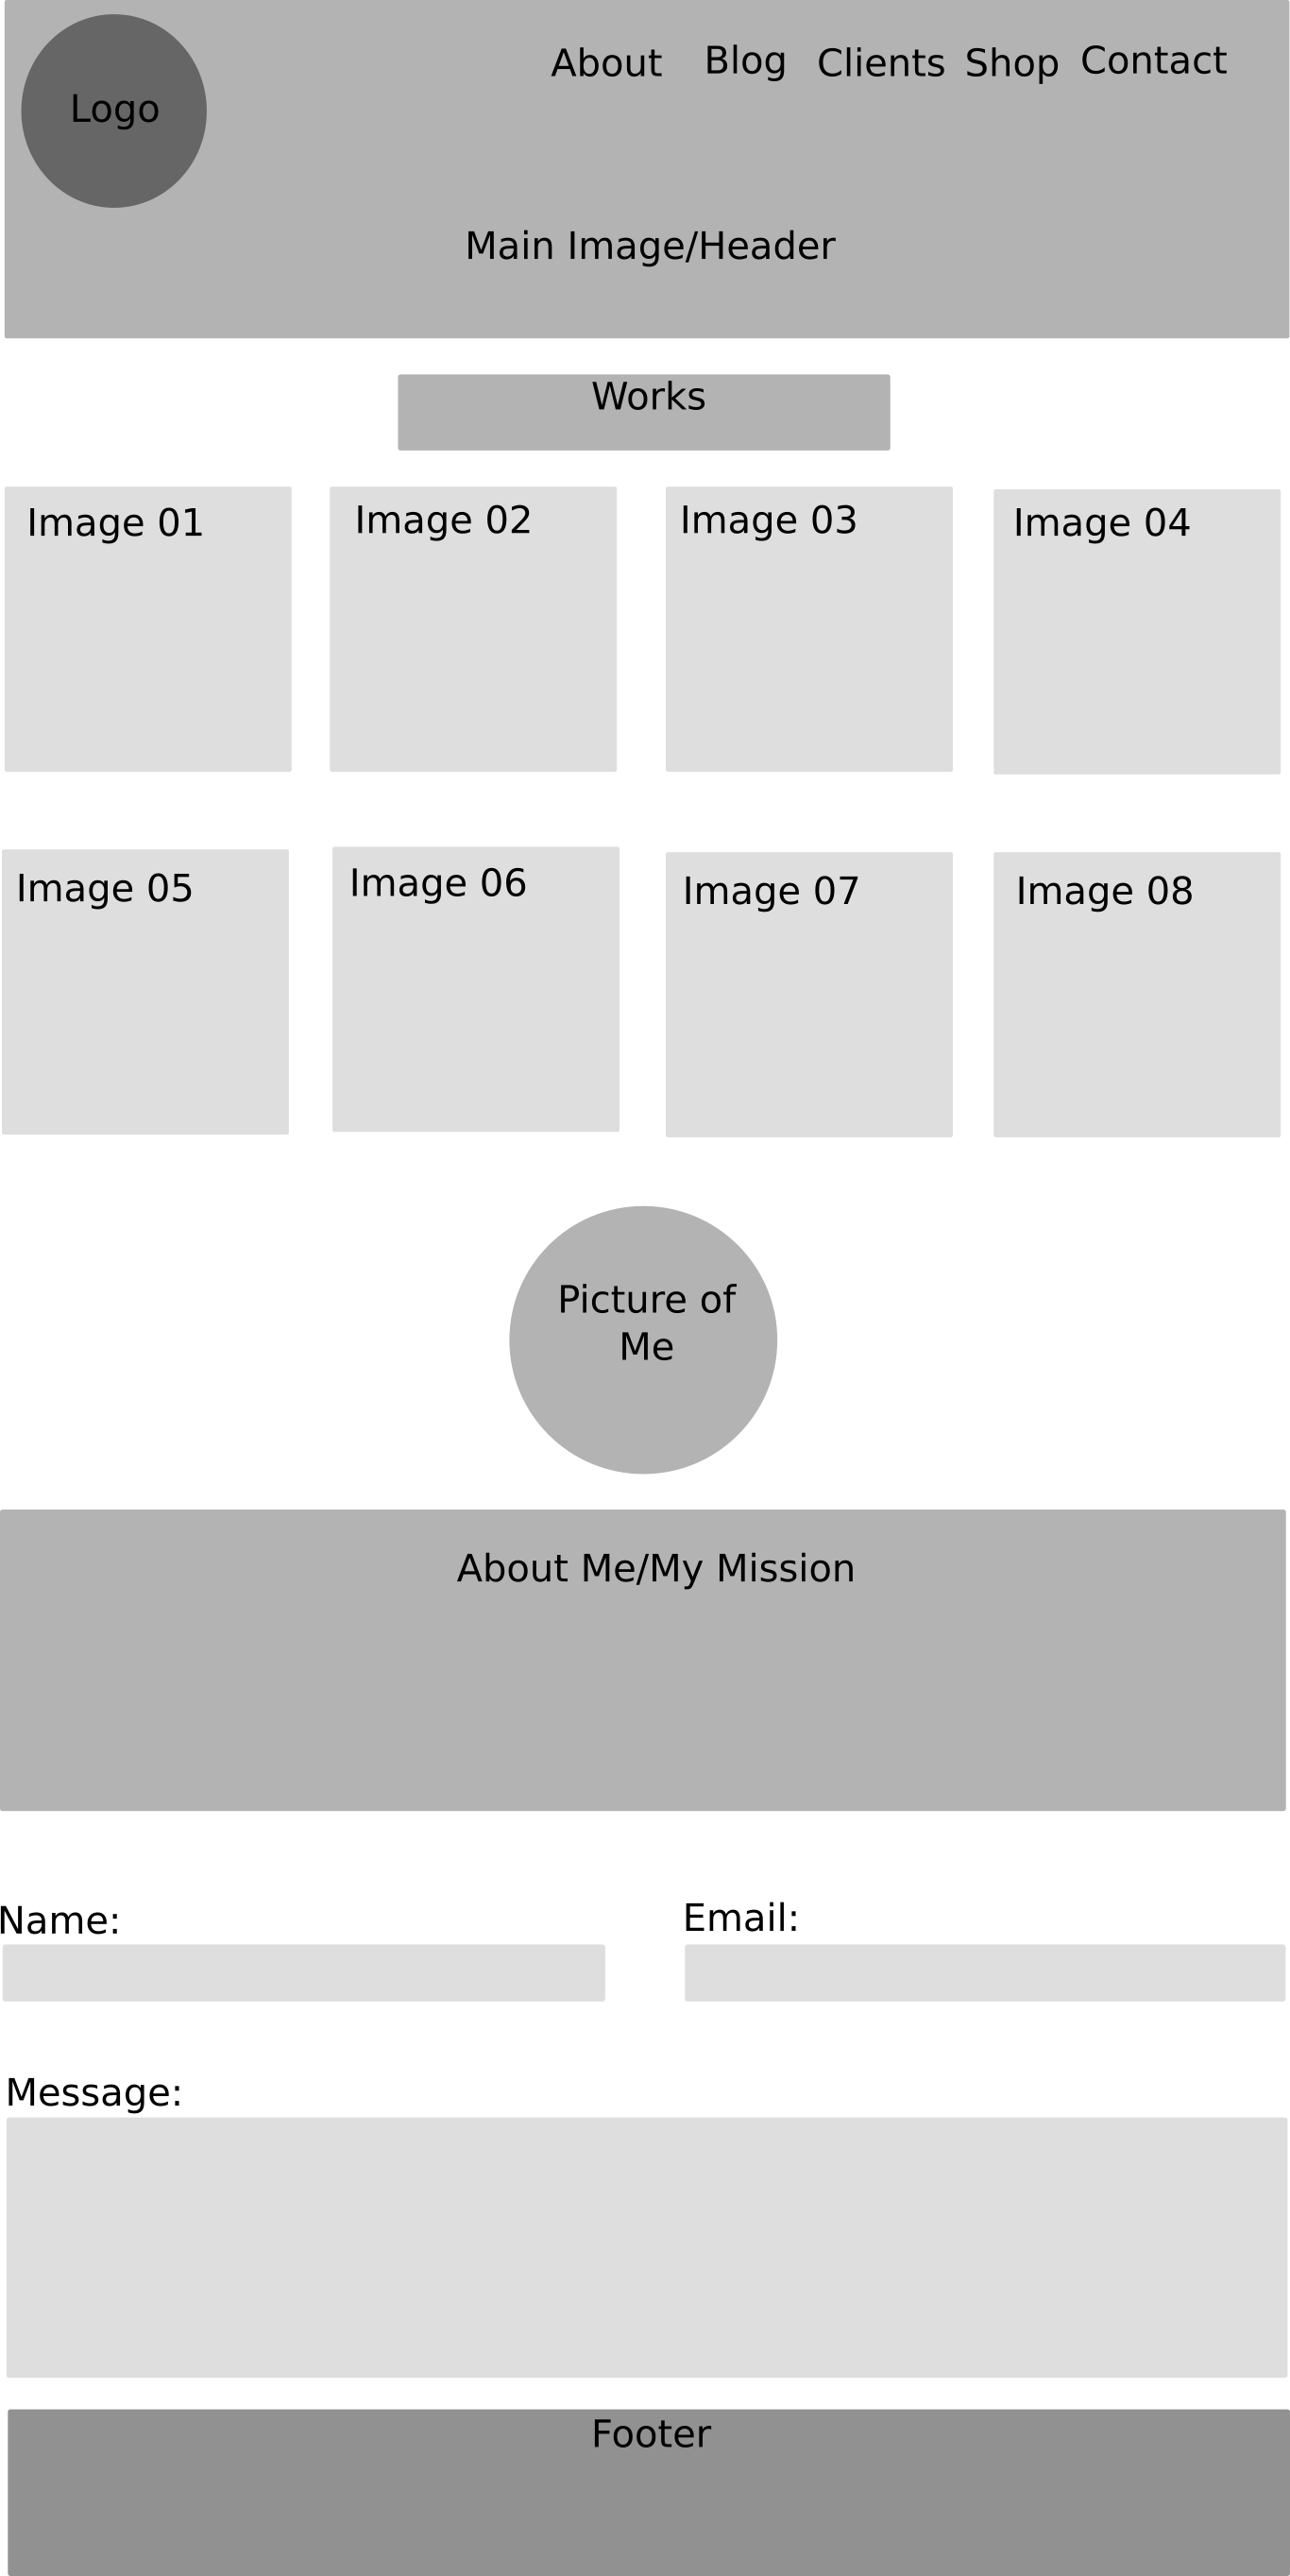 About Blog Clients Shop Contact
Logo
Main Image/Header
Works
Image 01
Image 02
Image 03
Image 04
Image 05
Image 06
Image 07
Image 08
Picture of
Me
About Me/My Mission
Name:
Email:
Message:
Footer